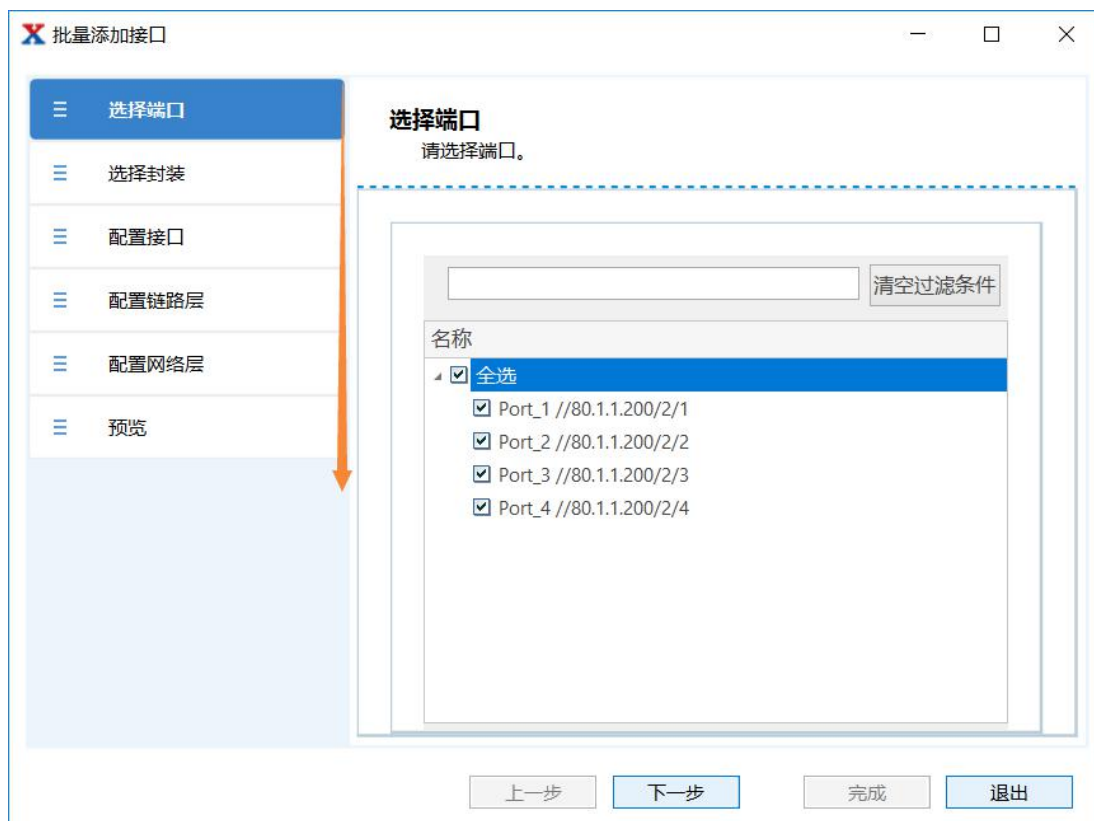 批量添加接口
选择端口
选择封装
配置接口
配置链路层
配置网络层
预览
选择端口
请选择端口。
清空过滤条件
名称
全选
Port_1 //80.1.1.200/2/1
Port_2 //80.1.1.200/2/2
Port_3 //80.1.1.200/2/3
Port_4 //80.1.1.200/2/4
上一步 下一步 完成 退出